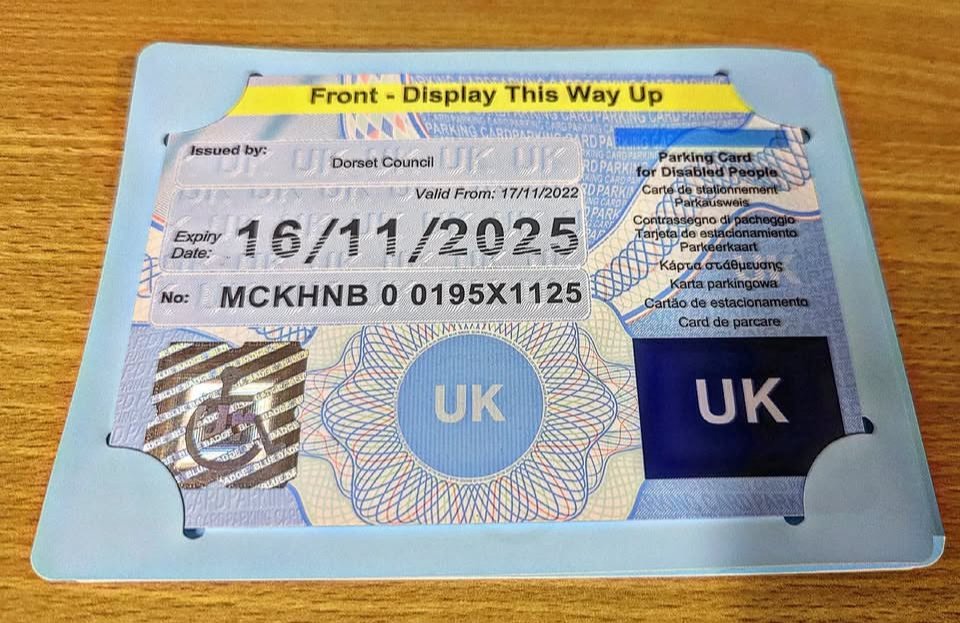 Front - Display This Way Up
Issued by:
Dorset Council
Valid From: 17/11/2022
Expiry
Date:
16/11/2025
No: MCKHNB 0 0195X1125
Parking Card
for Disabled People
Carte de stationnement
Parkausweis
Contrassegno di pacheggio
Tarjeta de estacionamiento
Parkeerkaart
Κάρτα στάθμευσης
Karta parkingowa
Cartão de estacionamento
Card de parcare
UK
UK